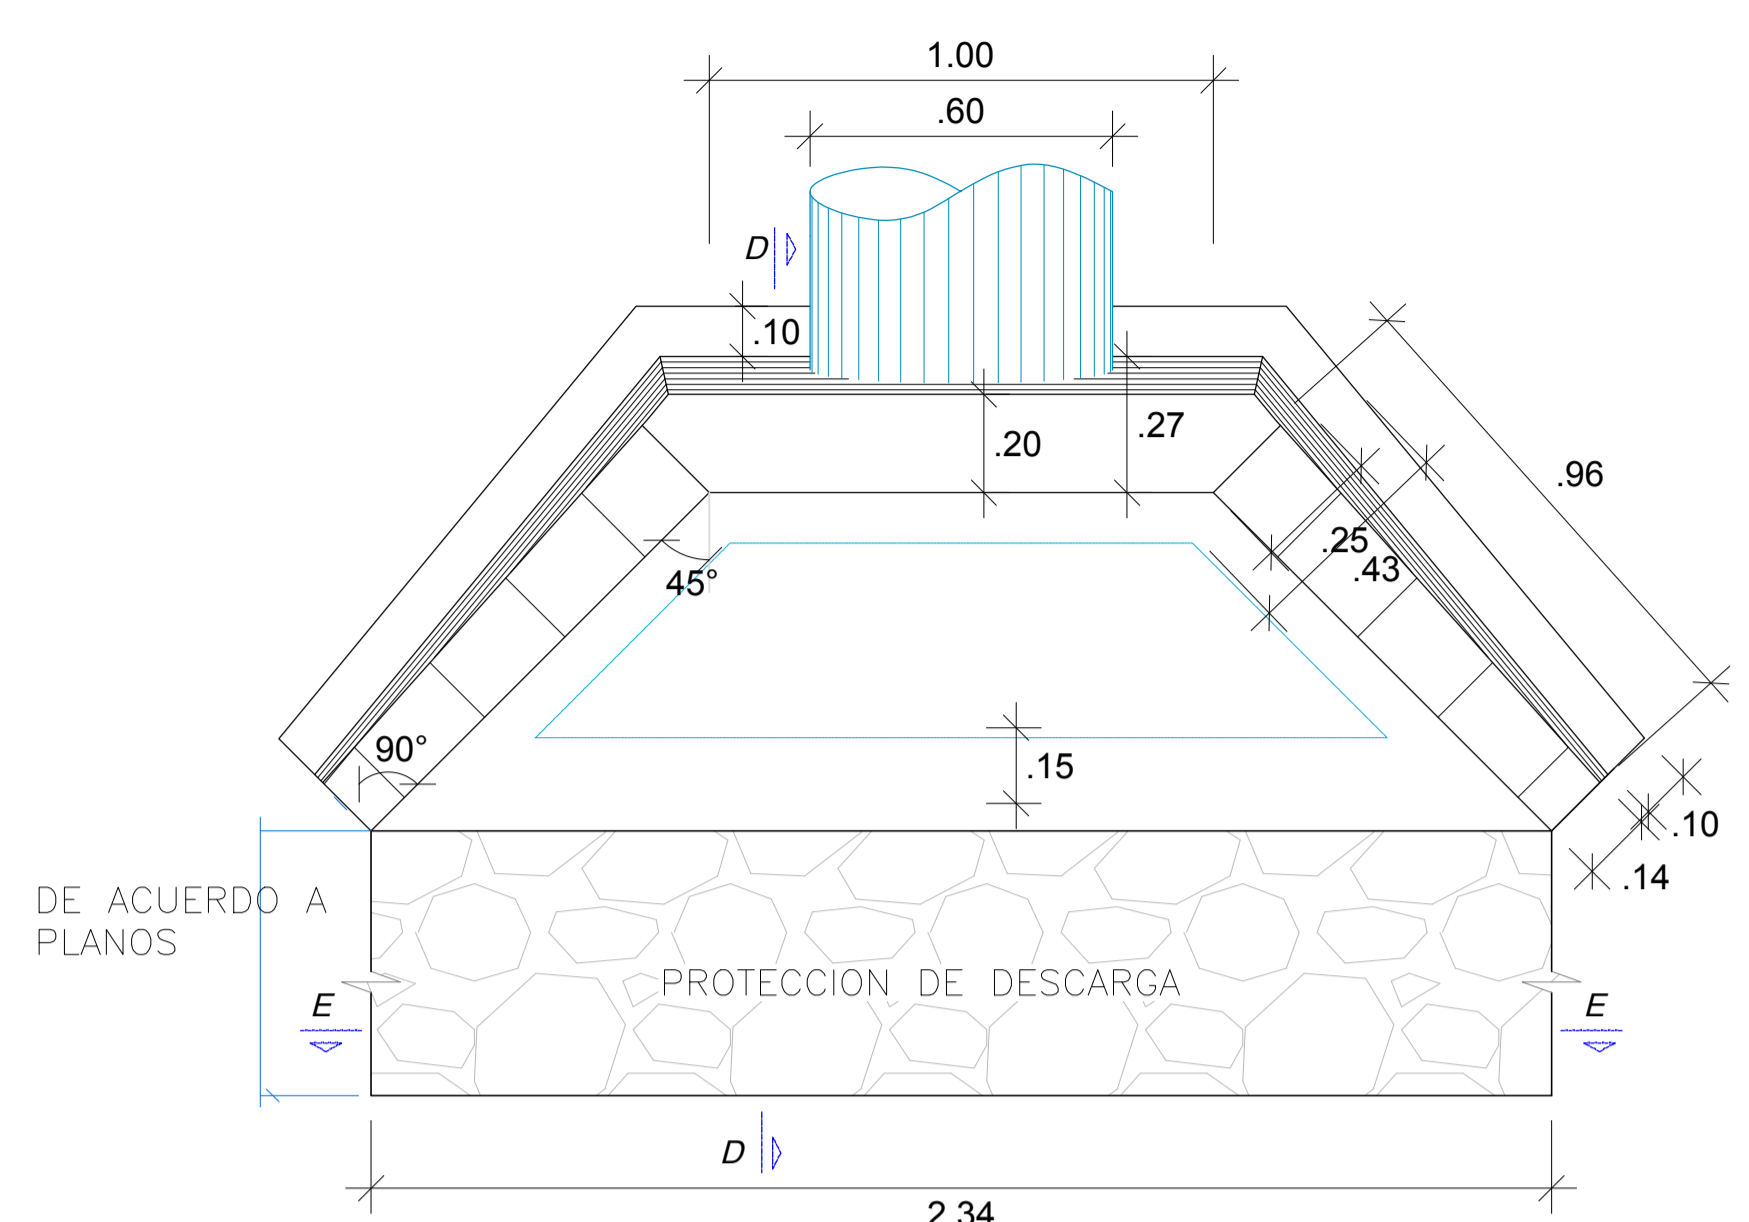 1.00
.60
D
.10
.27
.20
.96
.25
.43
45°
90°
.15
.10
.14
DE ACUERDO A
PLANOS
PROTECCION DE DESCARGA
E
E
D
2.34